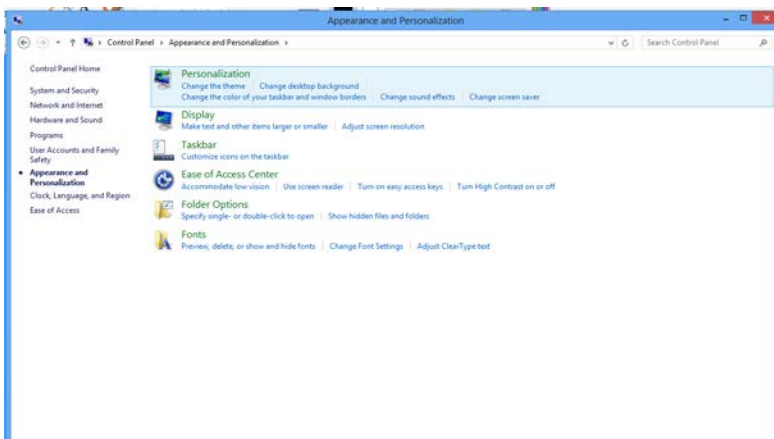 Appearance and Personalization
Control Panel Appearance and Personalization
Search Control Panel
Control Panel Home
System and Security
Network and Internet
Hardware and Sound
Programs
User Accounts and Family
Safety
Appearance and
Personalization
Clock, Language, and Region
Ease of Access
Personalization
Change the theme Change desktop background
Change the color of your taskbar and window borders Change sound effects Change screen saver
Display
Make text and other items larger or smaller Adjust screen resolution
Taskbar
Customize icons on the taskbar
Ease of Access Center
Accommodate low vision Use screen reader Turn on easy access keys Turn High Contrast on or off
Folder Options
Specify single- or double-click to open Show hidden files and folders
Fonts
Preview, delete, or show and hide fonts Change Font Settings Adjust ClearType text